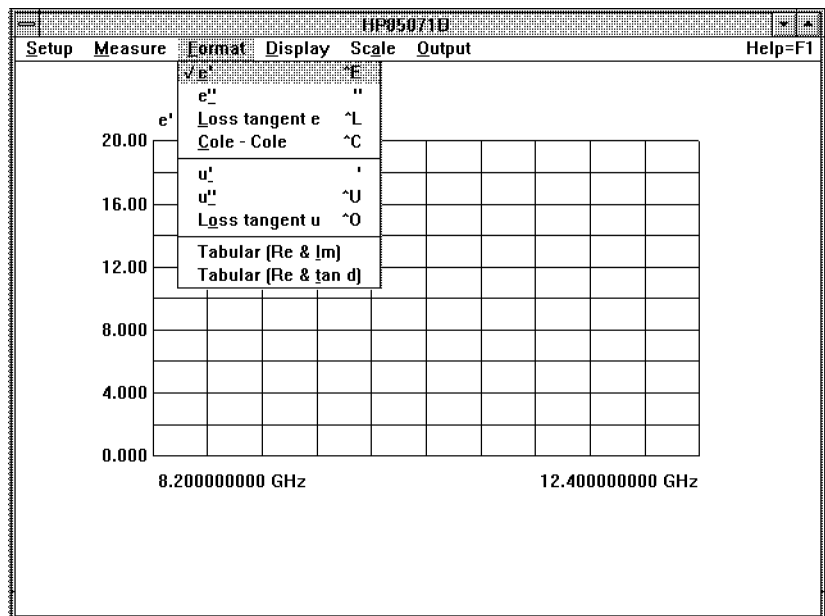 HP85071B
Setup Measure Format Display Scale Output Help=F1
√ e' ^E
e'' "
Loss tangent e ^L
Cole - Cole ^C
u' '
u'' ^U
Loss tangent u ^O
Tabular (Re & Im)
Tabular (Re & tan d)
e'
20.00
16.00
12.00
8.000
4.000
0.000
8.200000000 GHz 12.400000000 GHz